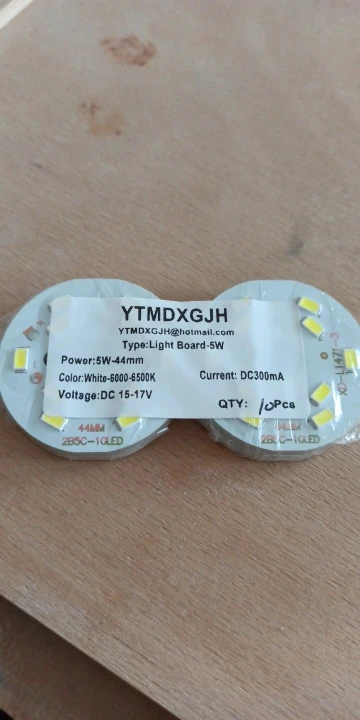 YTMDXGJH
YTMDXGJH@hotmail.com
Type:Light Board-5W
Power:5W-44mm
Color:White-6000-6500K Current: DC300mA
Voltage:DC 15-17V
QTY: 10Pcs
44MM
2B5C-10LED
2B5C-10LED